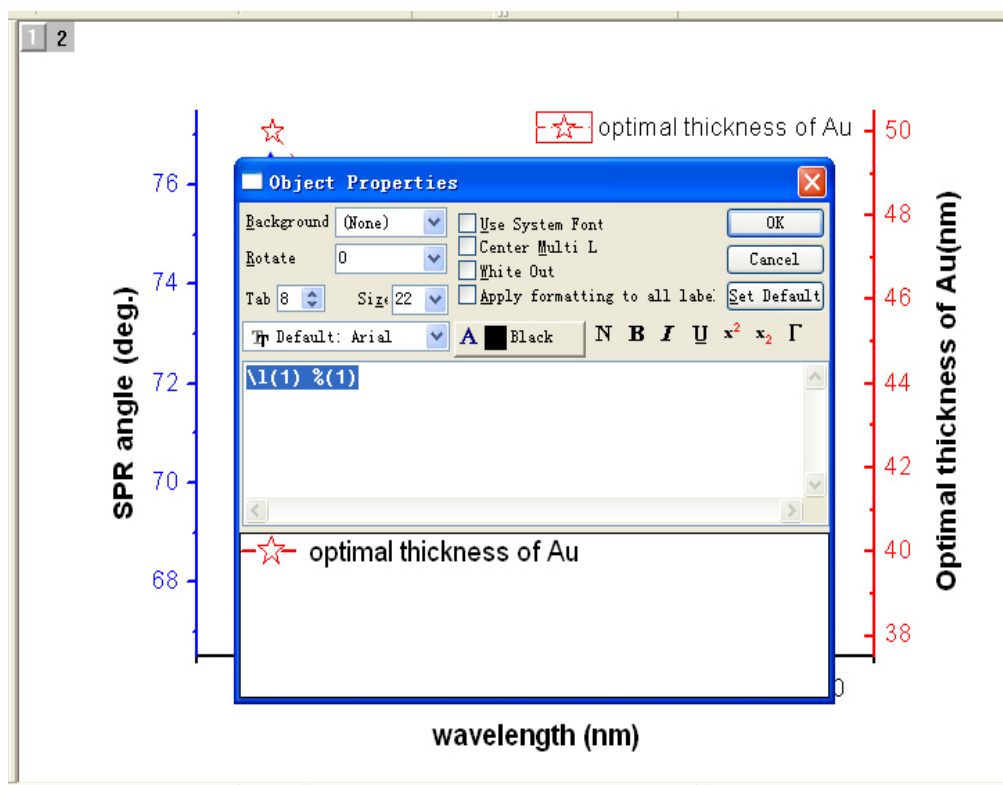 1 2
optimal thickness of Au
50
76
Object Properties
Background (None)
Use System Font
OK
48
Center Multi L
Rotate 0
Cancel
White Out
74
Tab 8 Size 22
Apply formatting to all label
Set Default
46
Default: Arial
A Black N B I U x² x₂ Γ
\l(1) %(1)
72
44
SPR angle (deg.)
Optimal thickness of Au(nm)
70
42
optimal thickness of Au
40
68
38
0
wavelength (nm)